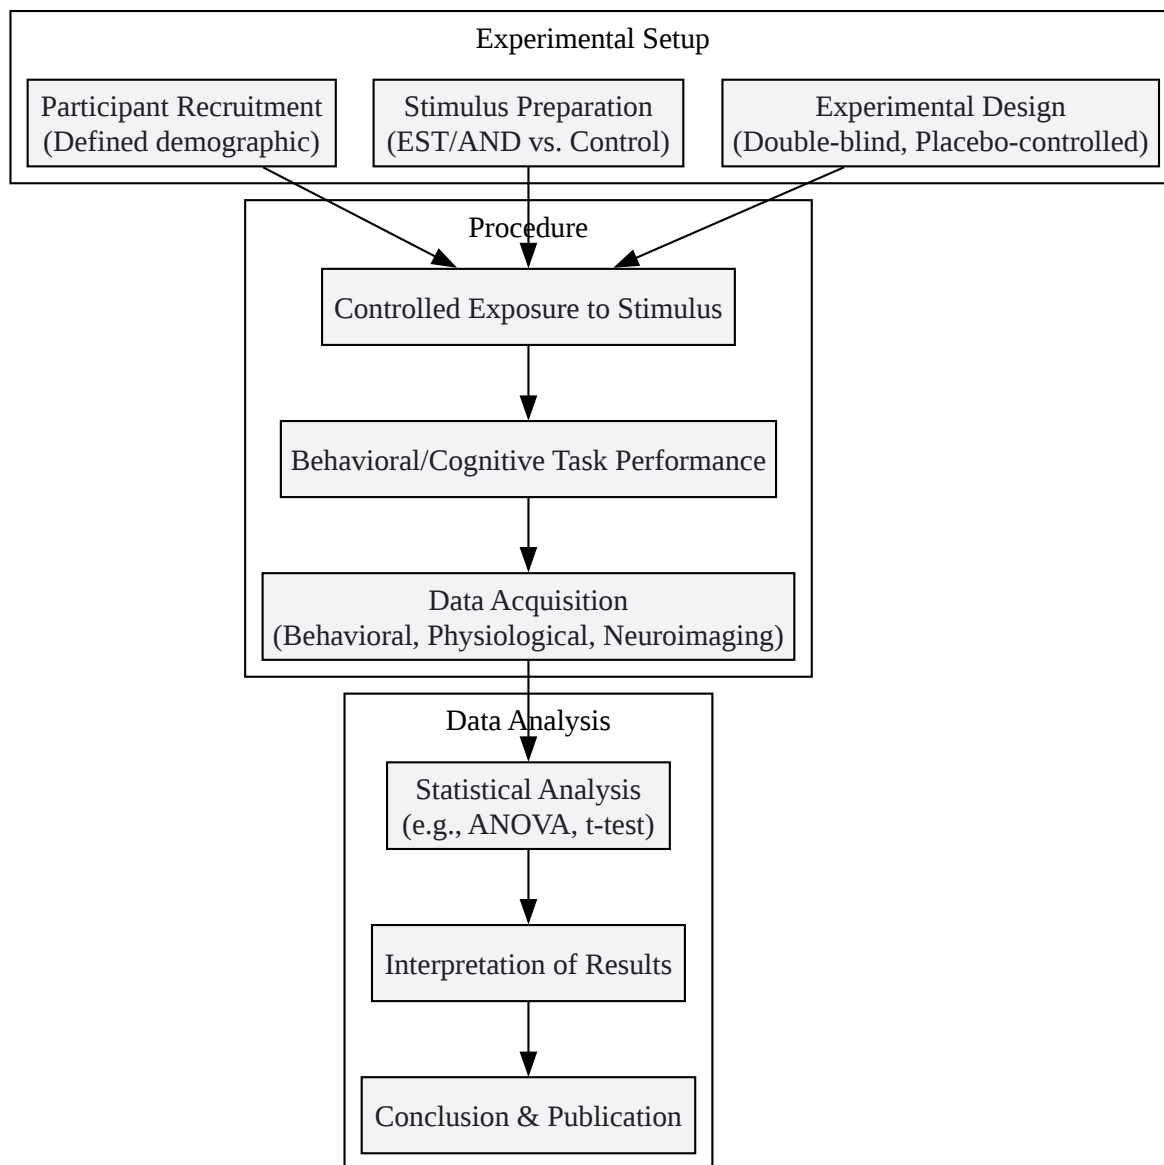 Experimental Setup
Participant Recruitment
(Defined demographic)
Stimulus Preparation
(EST/AND vs. Control)
Experimental Design
(Double-blind, Placebo-controlled)
Procedure
Controlled Exposure to Stimulus
Behavioral/Cognitive Task Performance
Data Acquisition
(Behavioral, Physiological, Neuroimaging)
Data Analysis
Statistical Analysis
(e.g., ANOVA, t-test)
Interpretation of Results
Conclusion & Publication